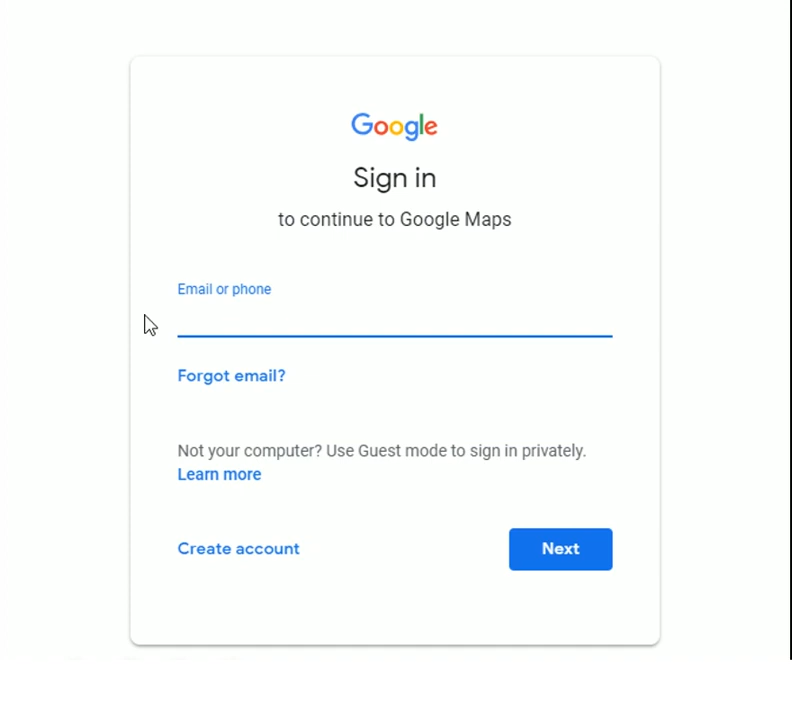 Google
Sign in
to continue to Google Maps
Email or phone
Forgot email?
Not your computer? Use Guest mode to sign in privately.
Learn more
Create account
Next